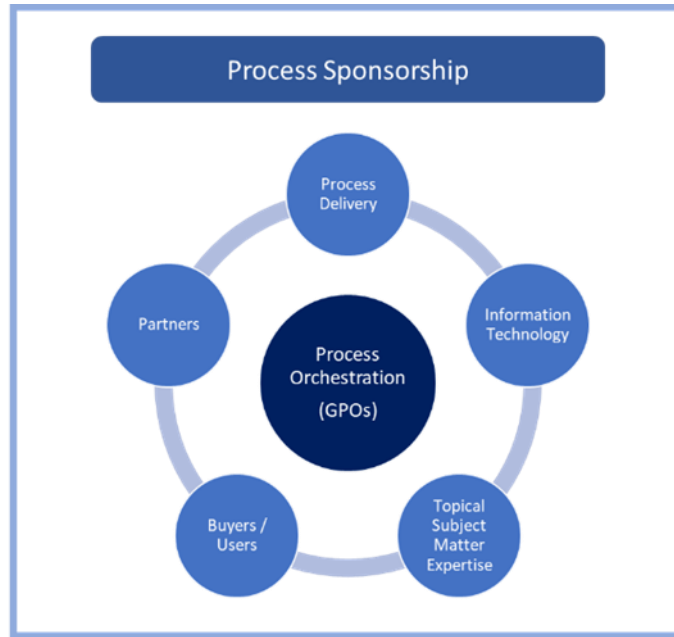 Process Sponsorship
Process
Delivery
Information
Technology
Topical
Subject
Matter
Expertise
Buyers /
Users
Partners
Process
Orchestration
(GPOs)